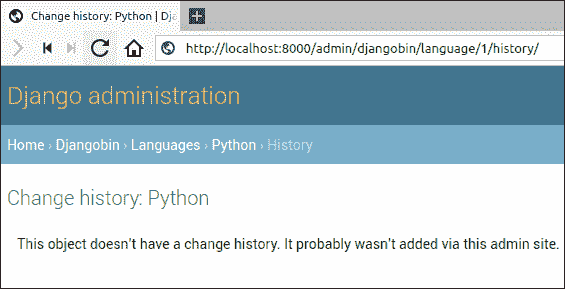 Change history: Python | Dja
http://localhost:8000/admin/djangobin/language/1/history/
Django administration
Home › Djangobin › Languages › Python › History
Change history: Python
This object doesn't have a change history. It probably wasn't added via this admin site.